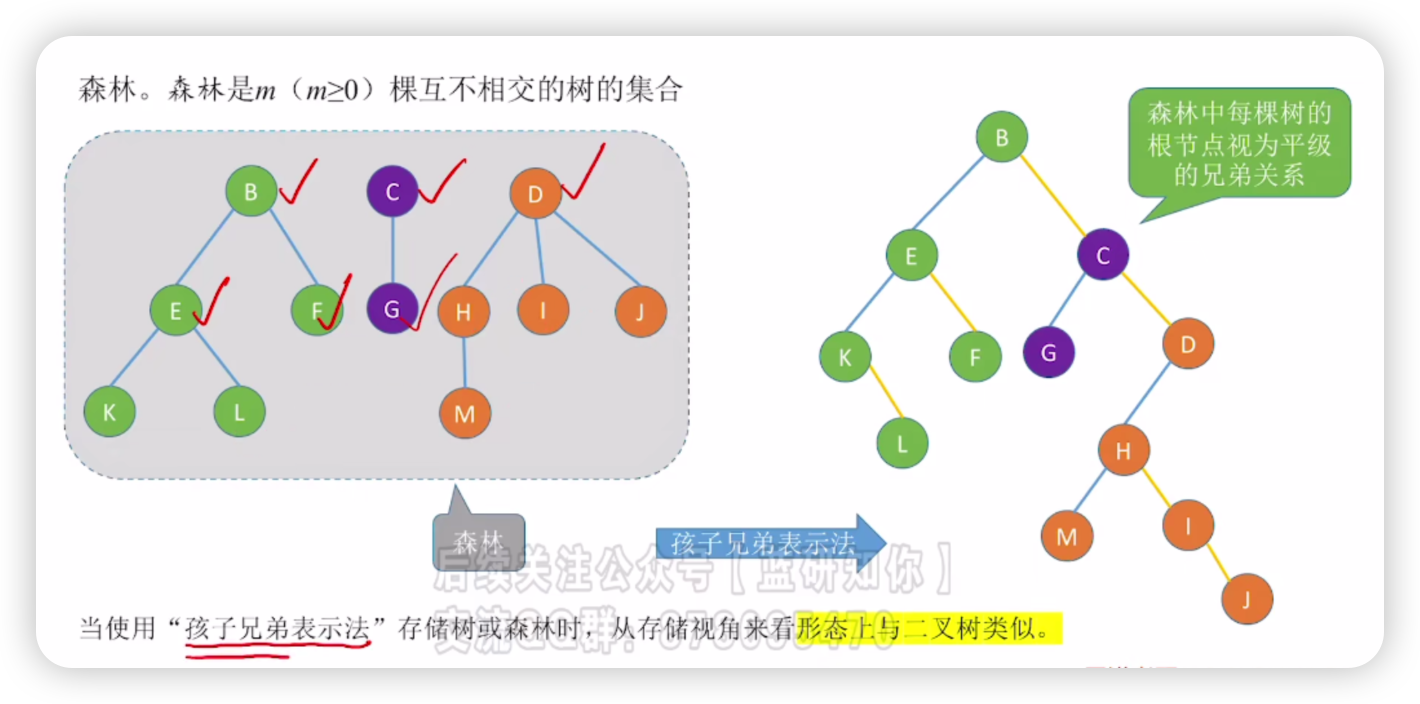 森林。森林是m（m≥0）棵互不相交的树的集合
森林中每棵树的
根节点视为平级
的兄弟关系
B
C
D
E
F
G
H
I
J
K
L
M
森林
B
E
C
K
F
G
D
L
H
M
I
J
孩子兄弟表示法
后续关注公众号【蓝研知你】
当使用“孩子兄弟表示法”存储树或森林时，从存储视角来看形态上与二叉树类似。
交流QQ群：